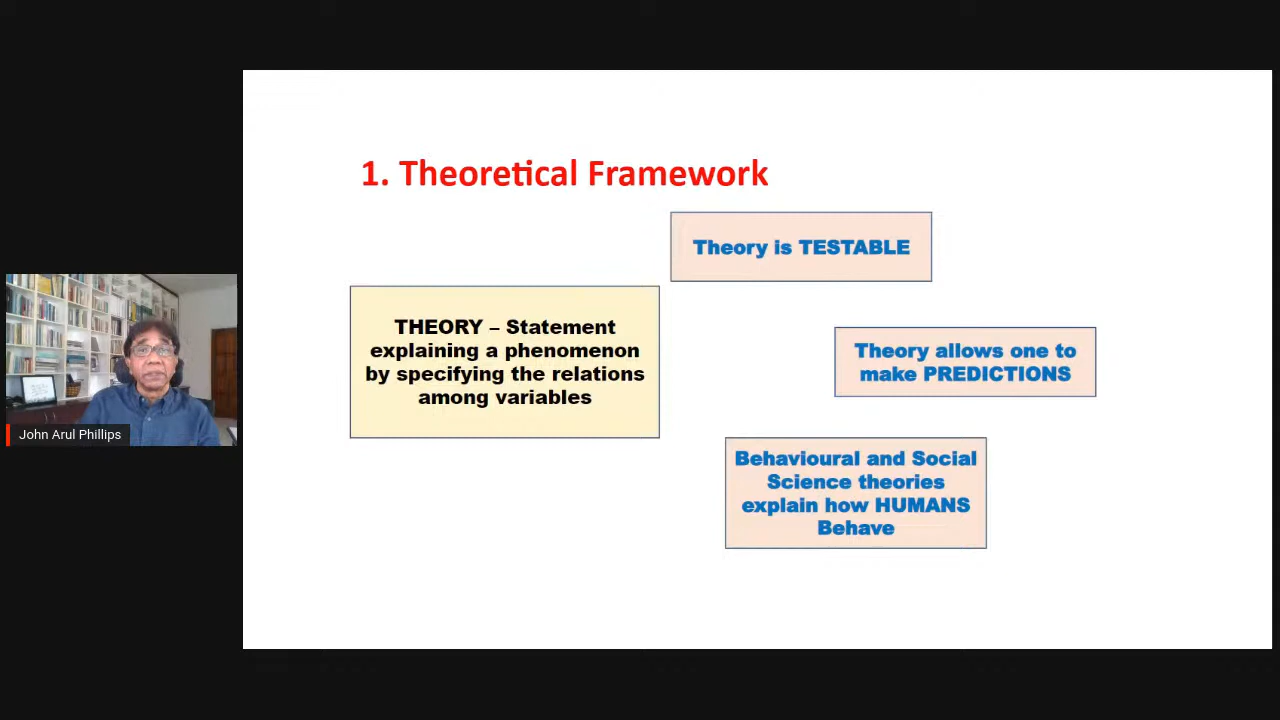 1. Theoretical Framework
Theory is TESTABLE
THEORY – Statement
explaining a phenomenon
by specifying the relations
among variables
Theory allows one to
make PREDICTIONS
Behavioural and Social
Science theories
explain how HUMANS
Behave
John Arul Phillips